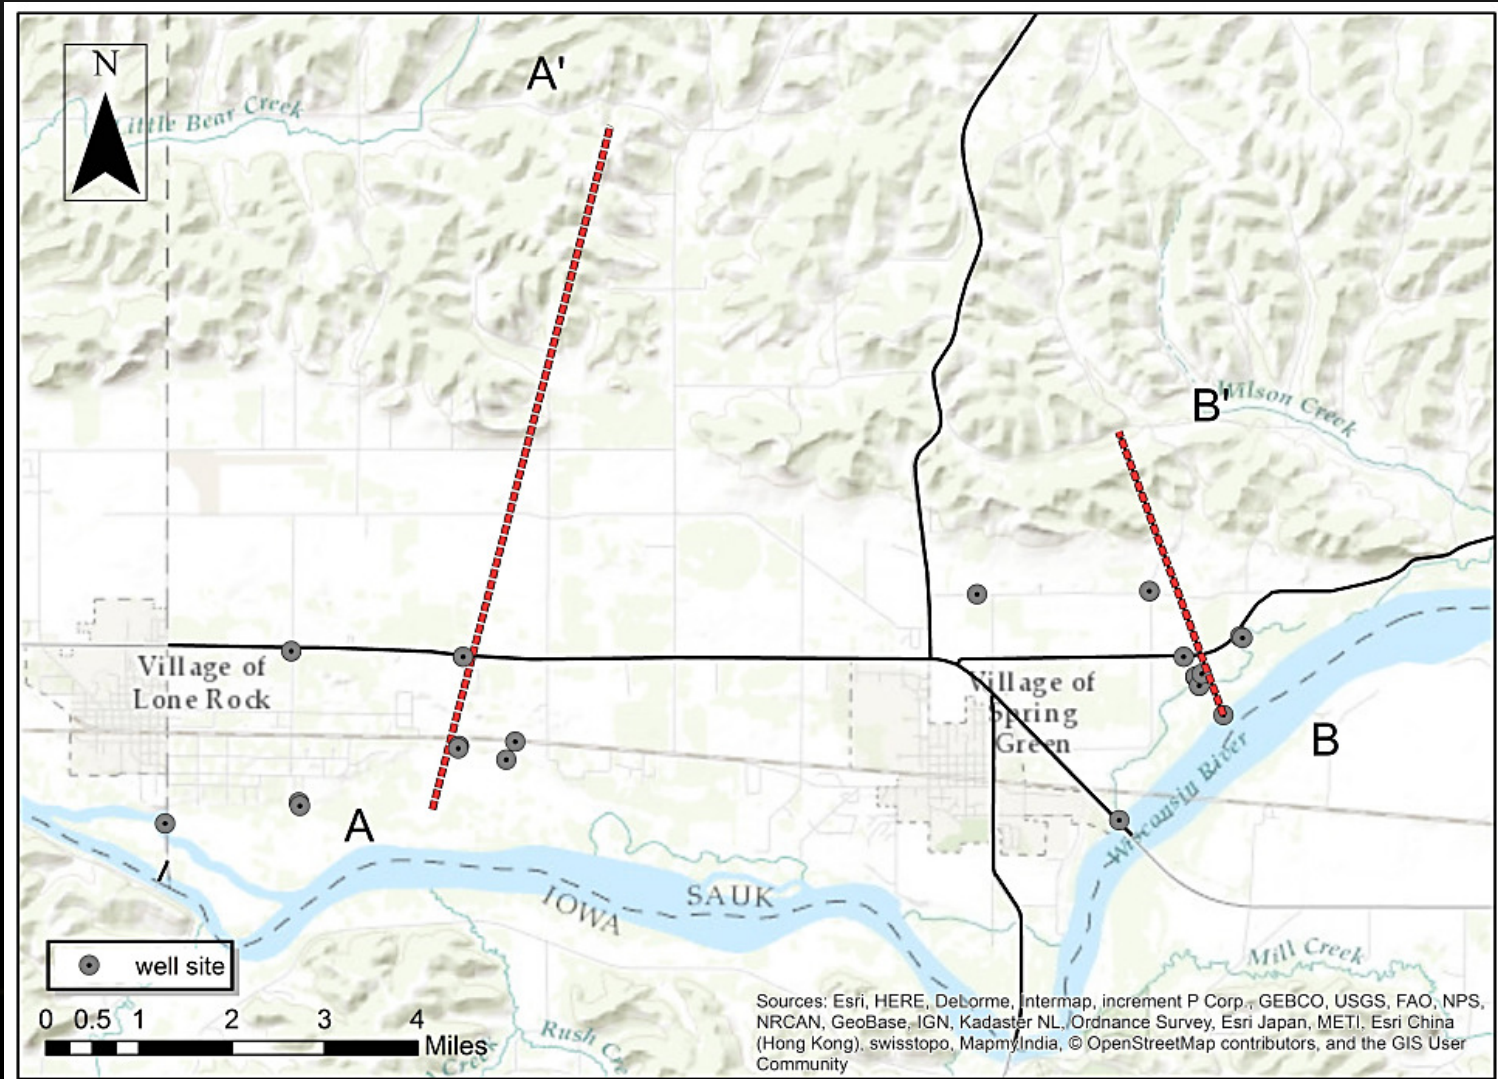 N
A'
Little Bear Creek
B'
Wilson Creek
Village of
Lone Rock
Village of
Spring
Green
B
A
Wisconsin River
SAUK
IOWA
Mill Creek
well site
0 0.5 1 2 3 4
Miles
Rush
Sources: Esri, HERE, DeLorme, Intermap, increment P Corp., GEBCO, USGS, FAO, NPS,
NRCAN, GeoBase, IGN, Kadaster NL, Ordnance Survey, Esri Japan, METI, Esri China
(Hong Kong), swisstopo, MapmyIndia, © OpenStreetMap contributors, and the GIS User
Community